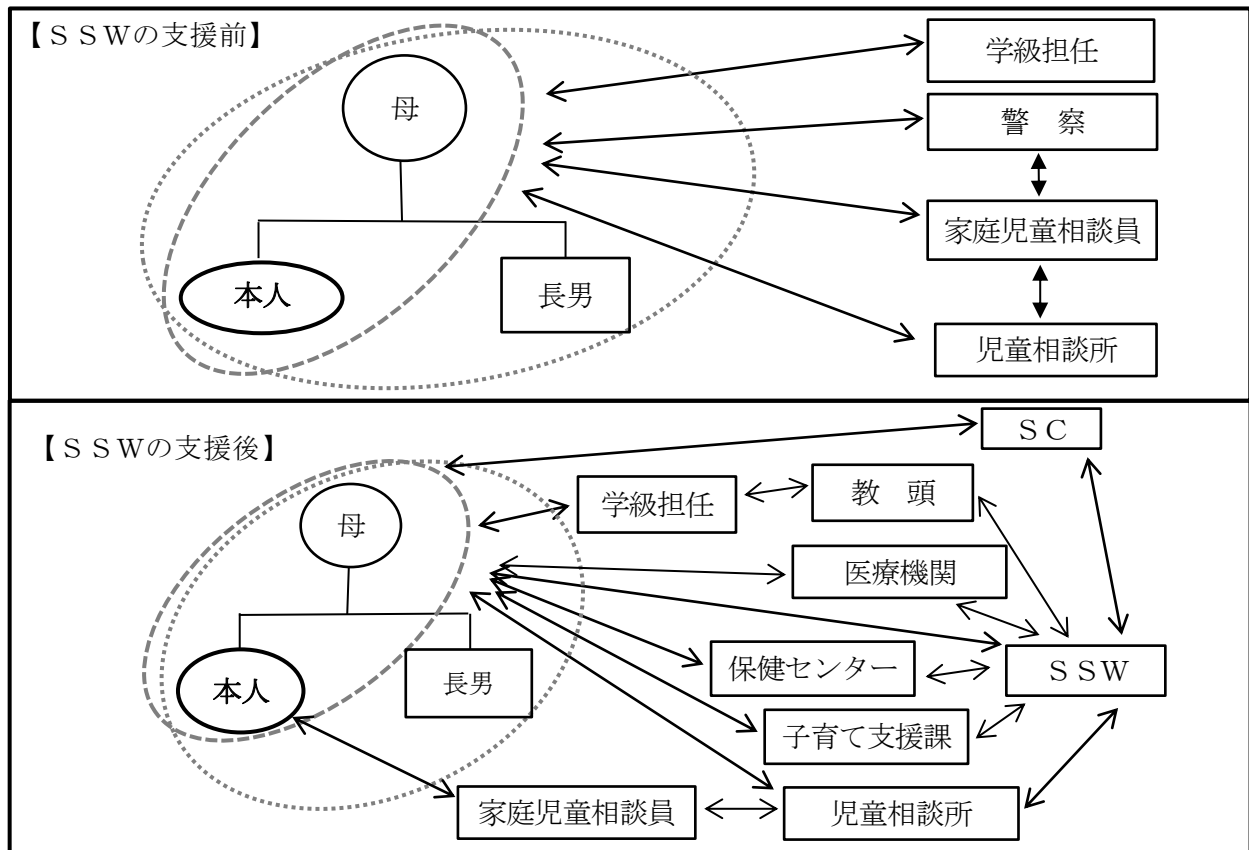 【ＳＳＷの支援前】
学級担任
母
警　察
家庭児童相談員
本人
長男
児童相談所
【ＳＳＷの支援後】
ＳＣ
学級担任
教　頭
母
医療機関
保健センター
ＳＳＷ
本人
長男
子育て支援課
家庭児童相談員
児童相談所